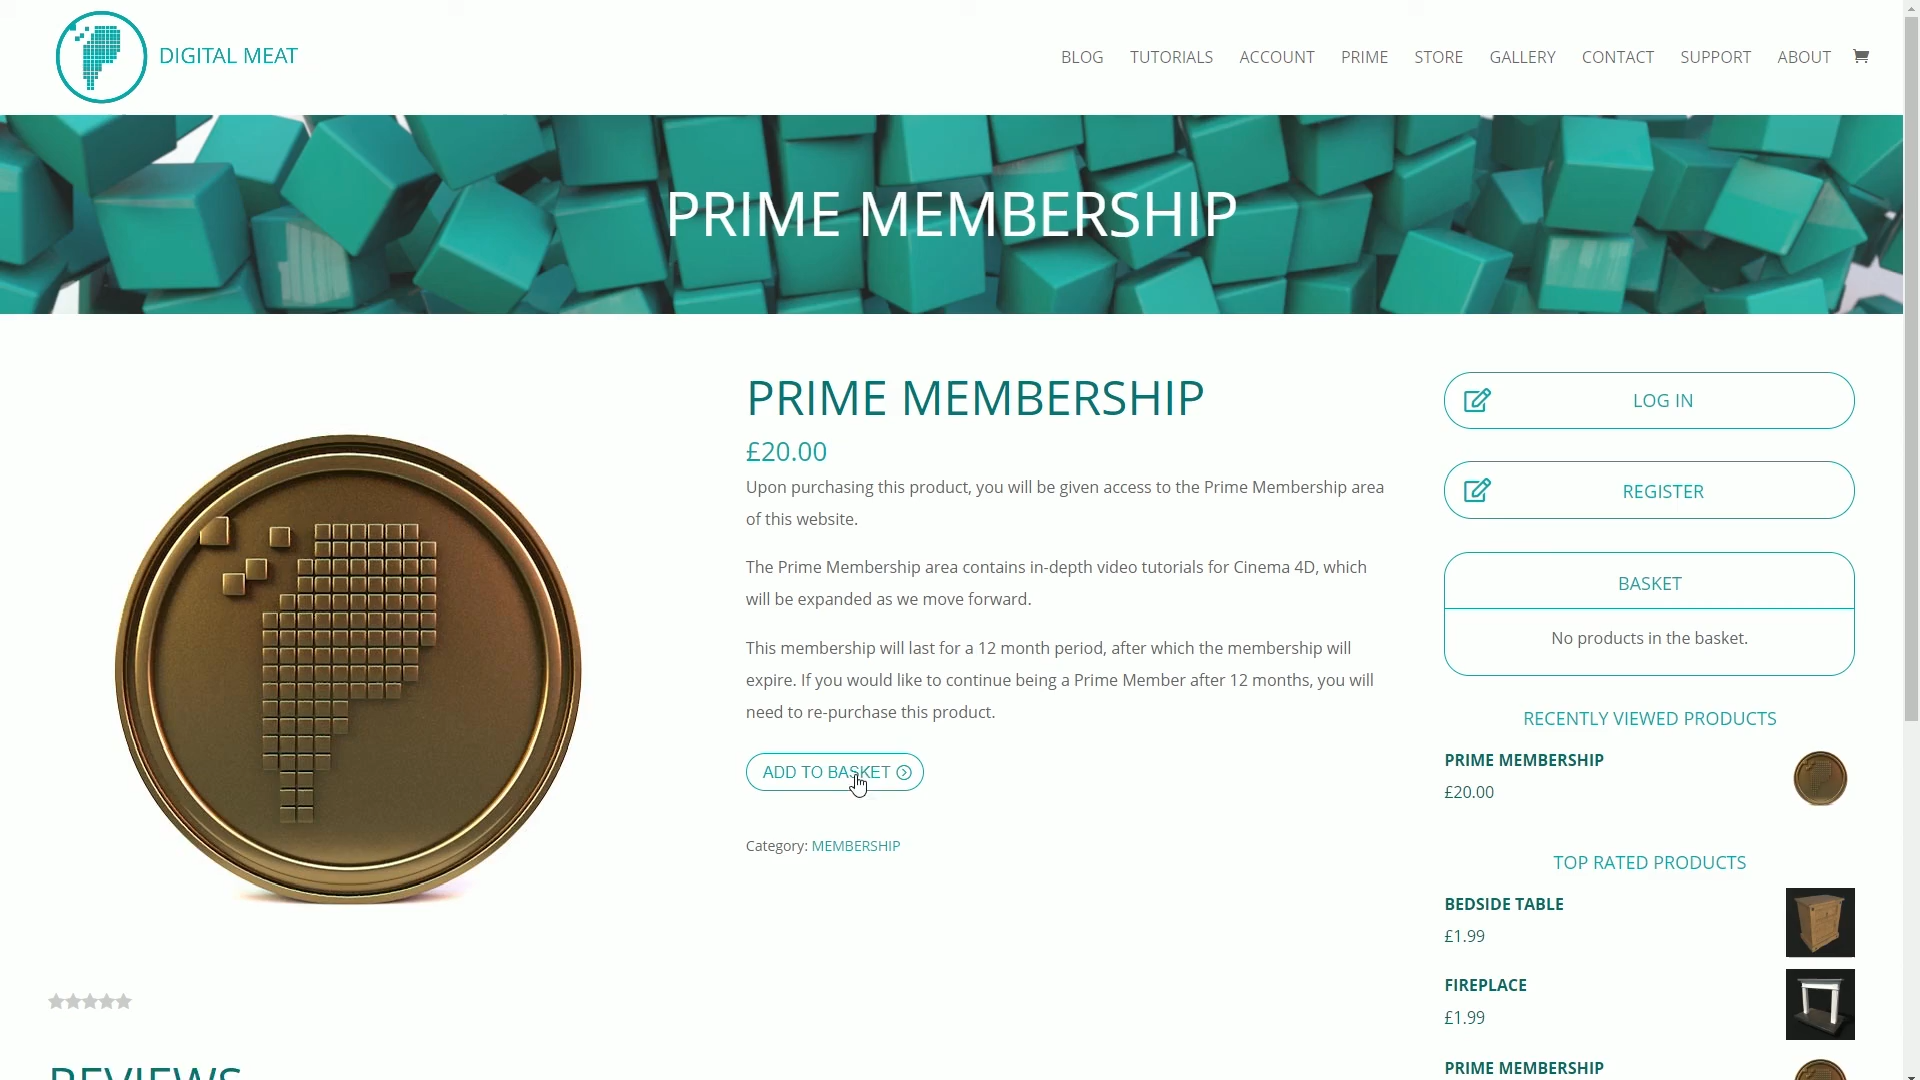 DIGITAL MEAT
BLOG TUTORIALS ACCOUNT PRIME STORE GALLERY CONTACT SUPPORT ABOUT
PRIME MEMBERSHIP
PRIME MEMBERSHIP
£20.00
Upon purchasing this product, you will be given access to the Prime Membership area
of this website.
The Prime Membership area contains in-depth video tutorials for Cinema 4D, which
will be expanded as we move forward.
This membership will last for a 12 month period, after which the membership will
expire. If you would like to continue being a Prime Member after 12 months, you will
need to re-purchase this product.
ADD TO BASKET
Category: MEMBERSHIP
REVIEWS
LOG IN
REGISTER
BASKET
No products in the basket.
RECENTLY VIEWED PRODUCTS
PRIME MEMBERSHIP
£20.00
TOP RATED PRODUCTS
BEDSIDE TABLE
£1.99
FIREPLACE
£1.99
PRIME MEMBERSHIP